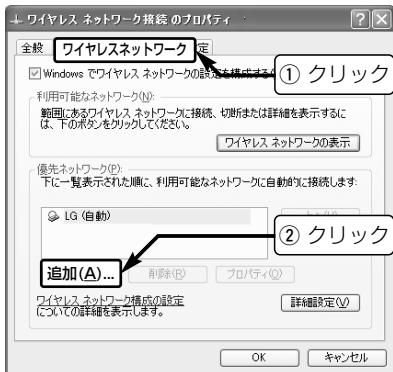 ワイヤレス ネットワーク接続 のプロパティ
全般 ワイヤレスネットワーク 定
① クリック
Windows でワイヤレス ネットワークの設定を構成する
利用可能なネットワーク(N):
範囲にあるワイヤレス ネットワークに接続、切断または詳細を表示するに
は、下のボタンをクリックしてください。
ワイヤレス ネットワークの表示
優先ネットワーク(P):
下に一覧表示された順に、利用可能なネットワークに自動的に接続します:
LG (自動)
② クリック
追加(A)... 削除(R) プロパティ(O)
ワイヤレス ネットワーク構成の設定
についての詳細を表示します。
詳細設定(V)
OK キャンセル